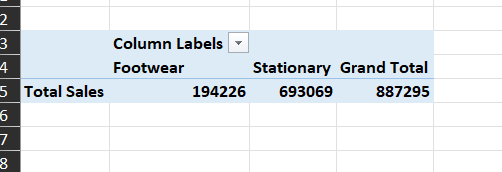 2
3 Column Labels
4 Footwear Stationary Grand Total
5 Total Sales 194226 693069 887295
6
7
8